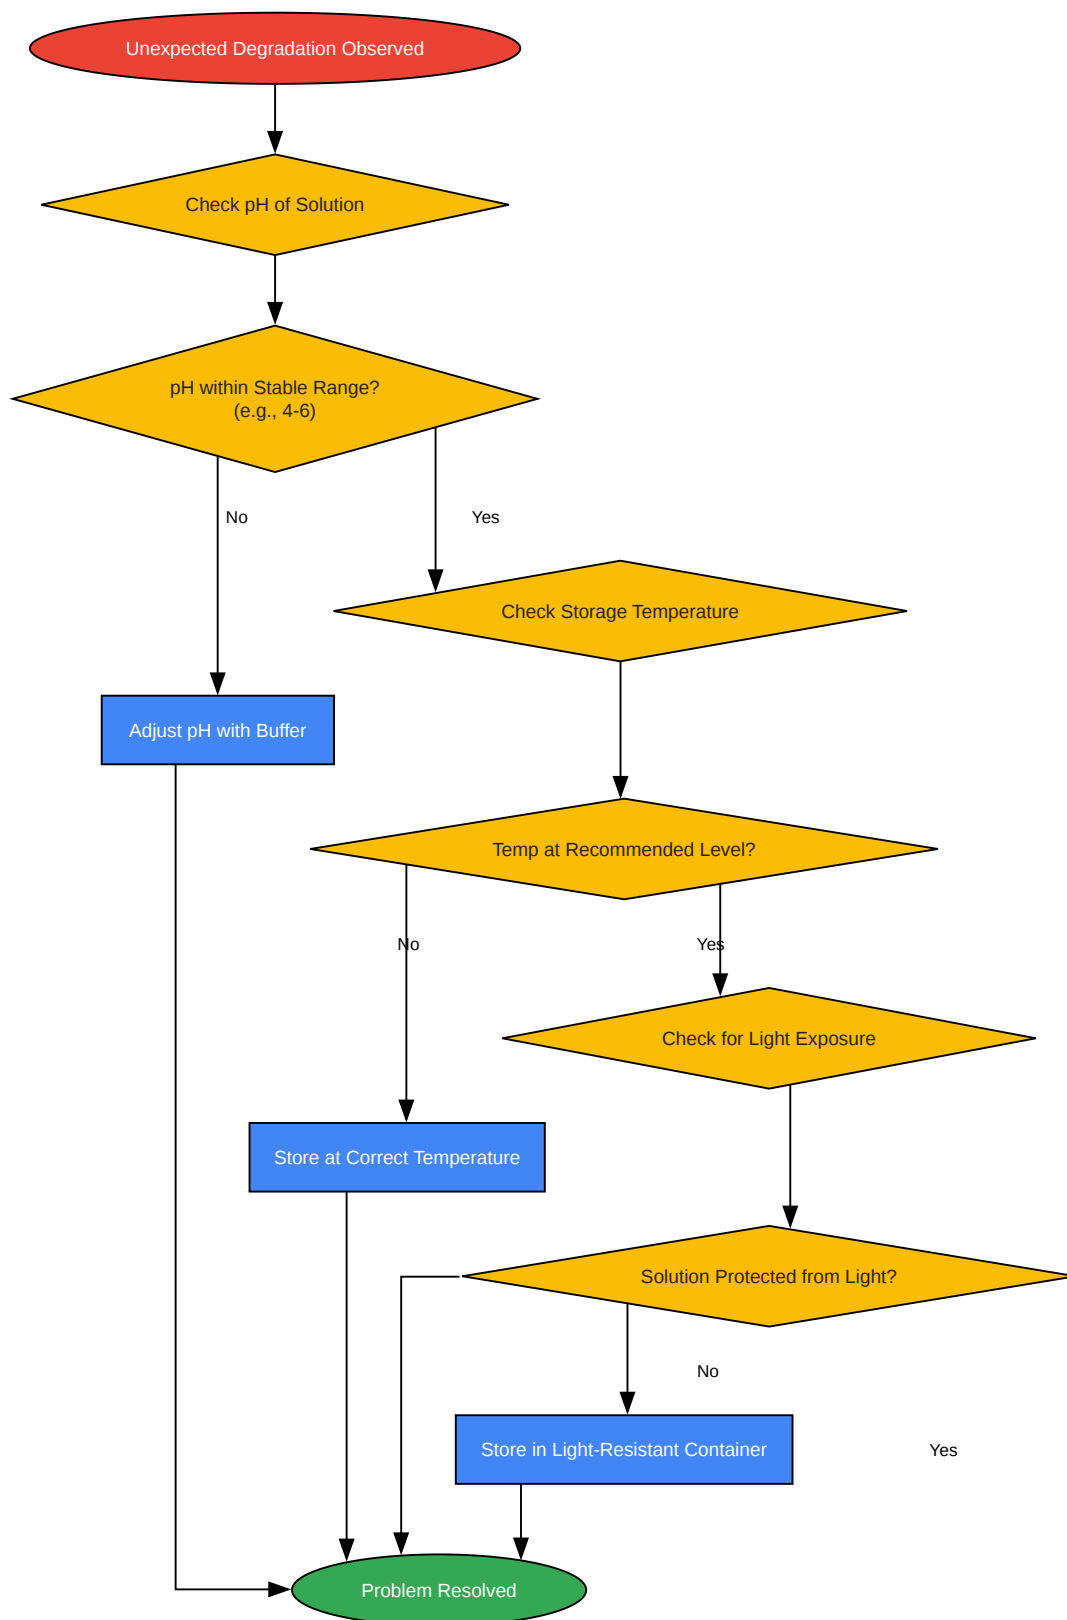 Unexpected Degradation Observed
Check pH of Solution
pH within Stable Range?
(e.g., 4-6)
No
Yes
Check Storage Temperature
Adjust pH with Buffer
Temp at Recommended Level?
No
Yes
Check for Light Exposure
Store at Correct Temperature
Solution Protected from Light?
No
Store in Light-Resistant Container
Yes
Problem Resolved